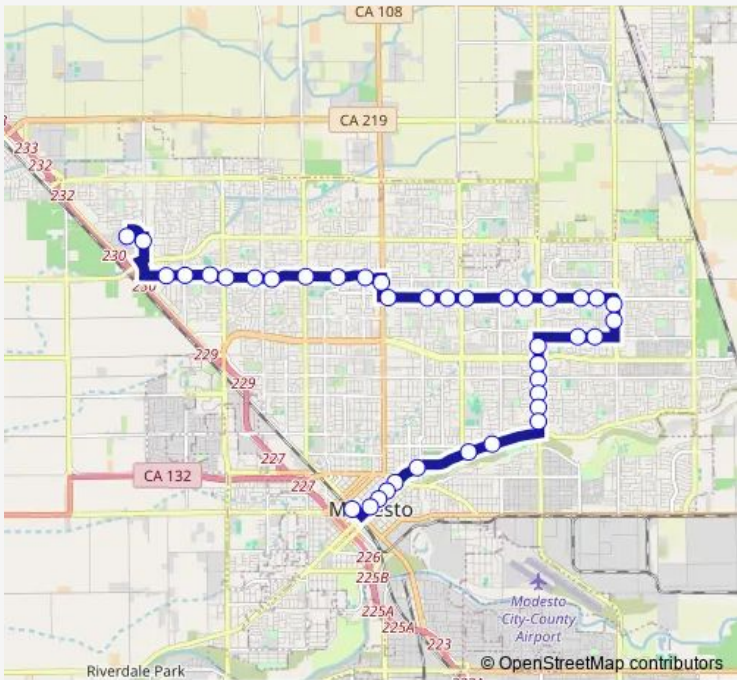 CA 108
CA 219
233
232
232
230
230
229
229
CA 132
227
227
Modesto
226
225B
225A
225A
223
Modesto
City-County
Airport
Riverdale Park
© OpenStreetMap contributors